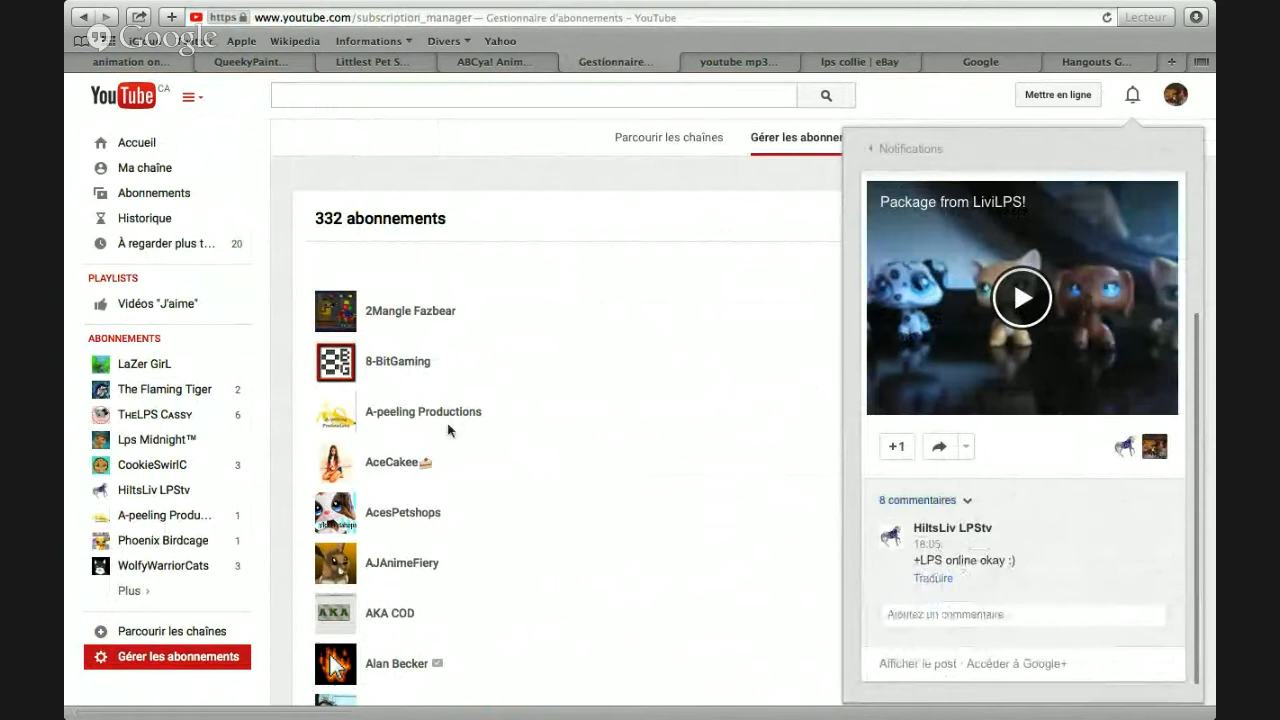 https www.youtube.com/subscription_manager — Gestionnaire d'abonnements – YouTube
Lecteur
Google
Apple Wikipedia Informations Divers Yahoo
animation on... QueekyPaint... Littlest Pet S... ABCya! Anim... Gestionnaire... youtube mp3... lps collie | eBay Google Hangouts G...
YouTube CA
Mettre en ligne
Parcourir les chaînes
Gérer les abonner
Notifications
Accueil
Ma chaîne
Abonnements
Historique
À regarder plus t... 20
PLAYLISTS
Vidéos "J'aime"
ABONNEMENTS
LaZer GirL
The Flaming Tiger 2
TheLPS Cassy 6
Lps Midnight™
CookieSwirlC 3
HiltsLiv LPStv
A-peeling Produ... 1
Phoenix Birdcage 1
WolfyWarriorCats 3
Plus ›
Parcourir les chaînes
Gérer les abonnements
332 abonnements
2Mangle Fazbear
8-BitGaming
A-peeling Productions
AceCakee🍰
AcesPetshops
AJAnimeFiery
AKA
AKA COD
Alan Becker
Package from LiviLPS!
+1
8 commentaires
HiltsLiv LPStv
18:05
+LPS online okay :)
Traduire
Ajoutez un commentaire
Afficher le post · Accéder à Google+